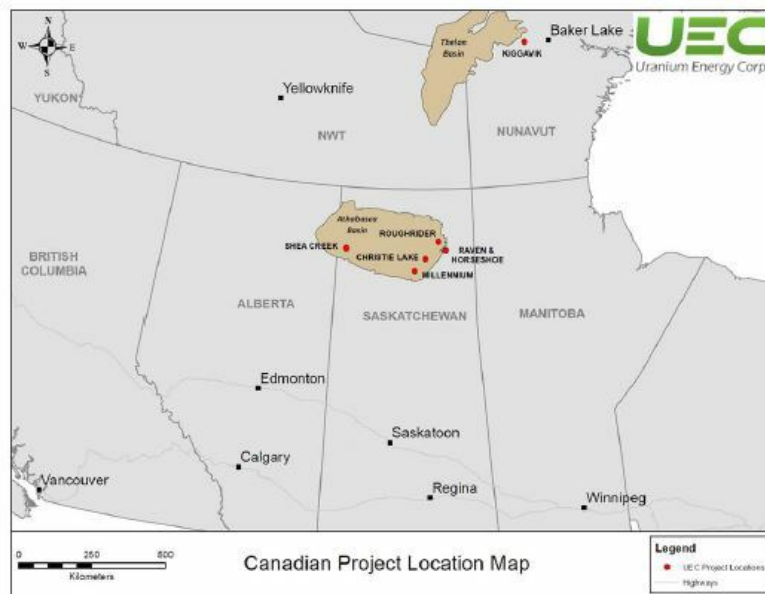 N
W
E
S
Thelon
Basin
KIGGAVIK
Baker Lake
UEC
Uranium Energy Corp
YUKON
Yellowknife
NWT
NUNAVUT
Athabasca
Basin
ROUGHRIDER
SHEA CREEK
RAVEN &
HORSESHOE
CHRISTIE LAKE
MILLENNIUM
BRITISH
COLUMBIA
ALBERTA
SASKATCHEWAN
MANITOBA
Edmonton
Saskatoon
Calgary
Vancouver
Regina
Winnipeg
0 250 500
Kilometers
Canadian Project Location Map
Legend
UEC Project Locations
Highways